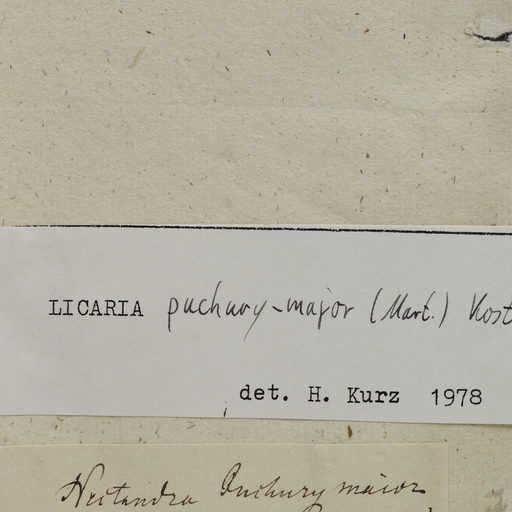 LICARIA puchury-major (Mart.) Kost
det. H. Kurz 1978
Nectandra Puchury maior